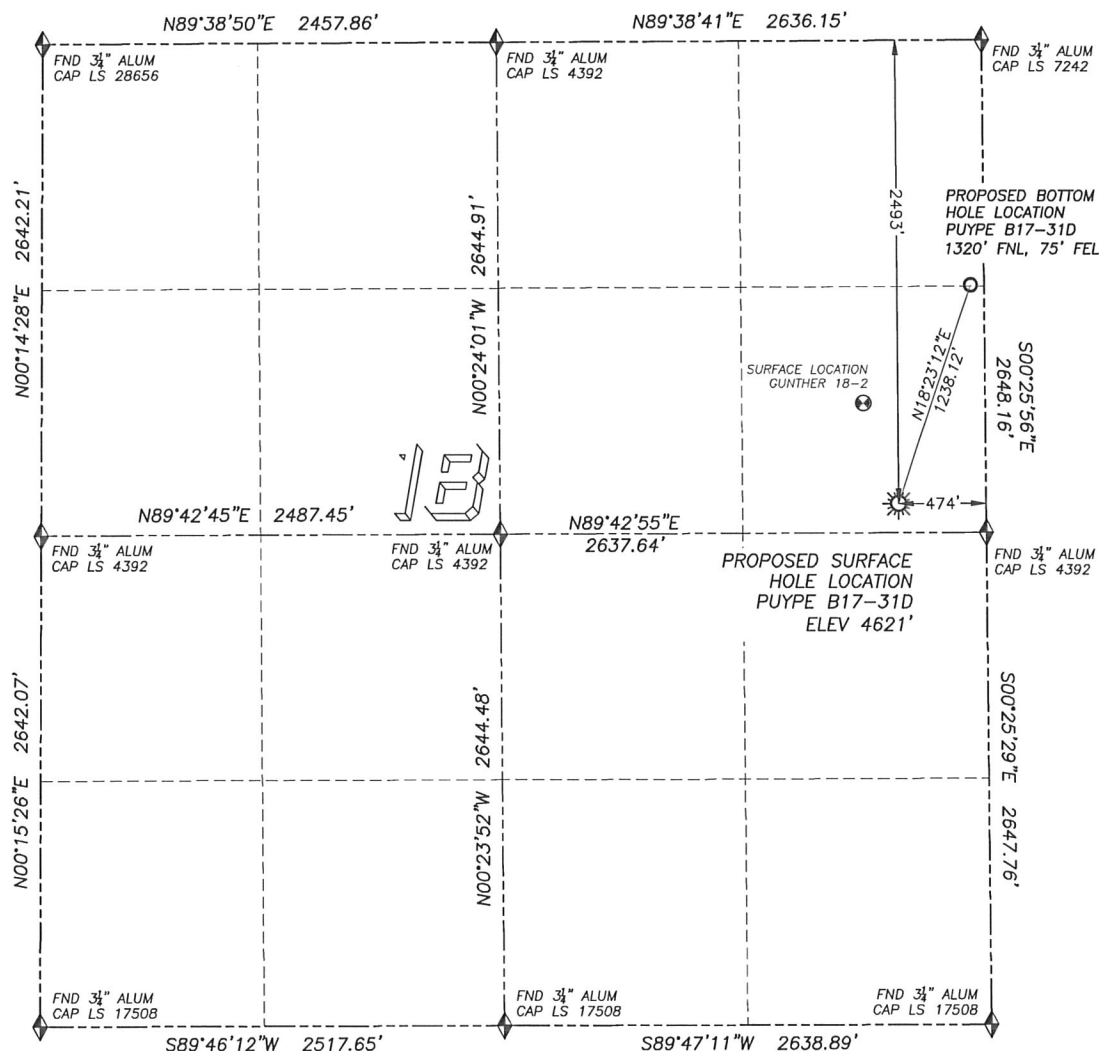 N89°38'50"E 2457.86'
N89°38'41"E 2636.15'
FND 3¼" ALUM
CAP LS 28656
FND 3¼" ALUM
CAP LS 4392
FND 3¼" ALUM
CAP LS 7242
N00°14'28"E 2642.21'
N00°24'01"W 2644.91'
2493'
PROPOSED BOTTOM
HOLE LOCATION
PUYPE B17-31D
1320' FNL, 75' FEL
S00°25'56"E
2648.16'
N18°23'12"E
1238.12'
SURFACE LOCATION
GUNTHER 18-2
474'
18
N89°42'45"E 2487.45'
N89°42'55"E
2637.64'
FND 3¼" ALUM
CAP LS 4392
FND 3¼" ALUM
CAP LS 4392
FND 3¼" ALUM
CAP LS 4392
PROPOSED SURFACE
HOLE LOCATION
PUYPE B17-31D
ELEV 4621'
N00°15'26"E 2642.07'
N00°23'52"W 2644.48'
S00°25'29"E 2647.76'
FND 3¼" ALUM
CAP LS 17508
FND 3¼" ALUM
CAP LS 17508
FND 3¼" ALUM
CAP LS 17508
S89°46'12"W 2517.65'
S89°47'11"W 2638.89'